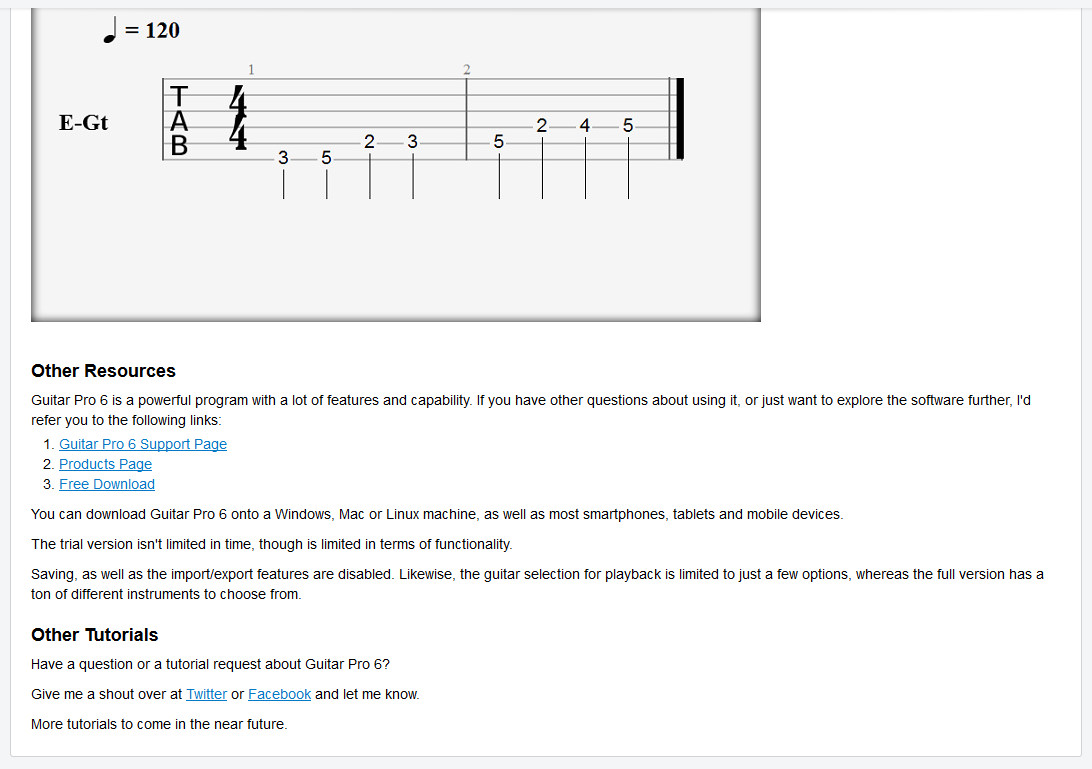 ♩ = 120
1 2
E-Gt
TAB
4
4
2 4 5
2 3 5
3 5
Other Resources
Guitar Pro 6 is a powerful program with a lot of features and capability. If you have other questions about using it, or just want to explore the software further, I'd
refer you to the following links:
1. Guitar Pro 6 Support Page
2. Products Page
3. Free Download
You can download Guitar Pro 6 onto a Windows, Mac or Linux machine, as well as most smartphones, tablets and mobile devices.
The trial version isn't limited in time, though is limited in terms of functionality.
Saving, as well as the import/export features are disabled. Likewise, the guitar selection for playback is limited to just a few options, whereas the full version has a
ton of different instruments to choose from.
Other Tutorials
Have a question or a tutorial request about Guitar Pro 6?
Give me a shout over at Twitter or Facebook and let me know.
More tutorials to come in the near future.